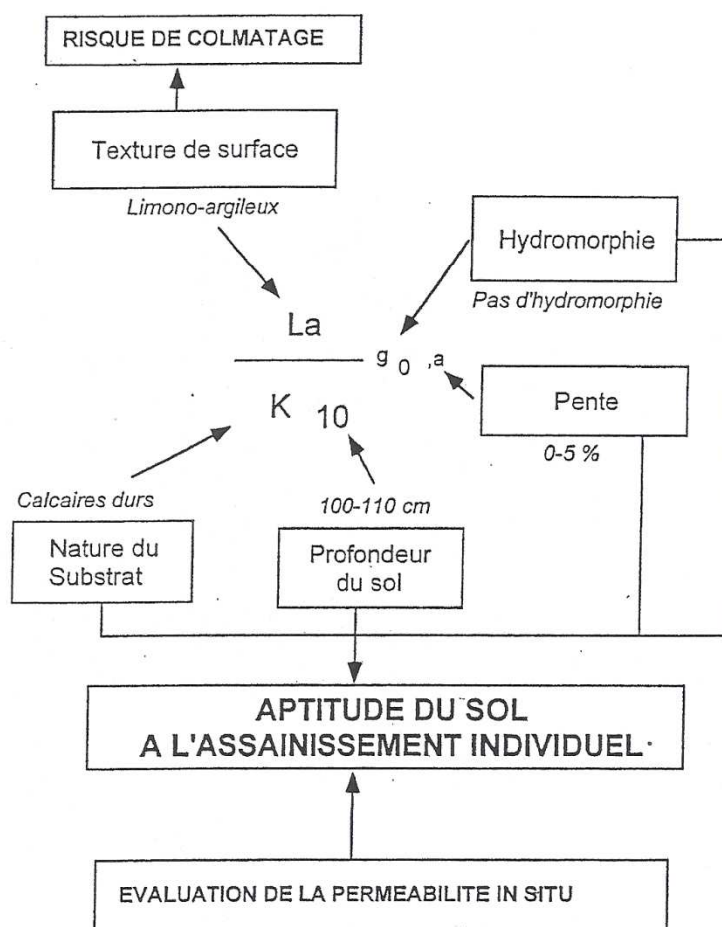 RISQUE DE COLMATAGE
Texture de surface
Limono-argileux
Hydromorphie
Pas d'hydromorphie
La
g 0 ,a
K 10
Pente
0-5 %
Calcaires durs
100-110 cm
Nature du
Substrat
Profondeur
du sol
APTITUDE DU SOL
A L'ASSAINISSEMENT INDIVIDUEL
EVALUATION DE LA PERMEABILITE IN SITU